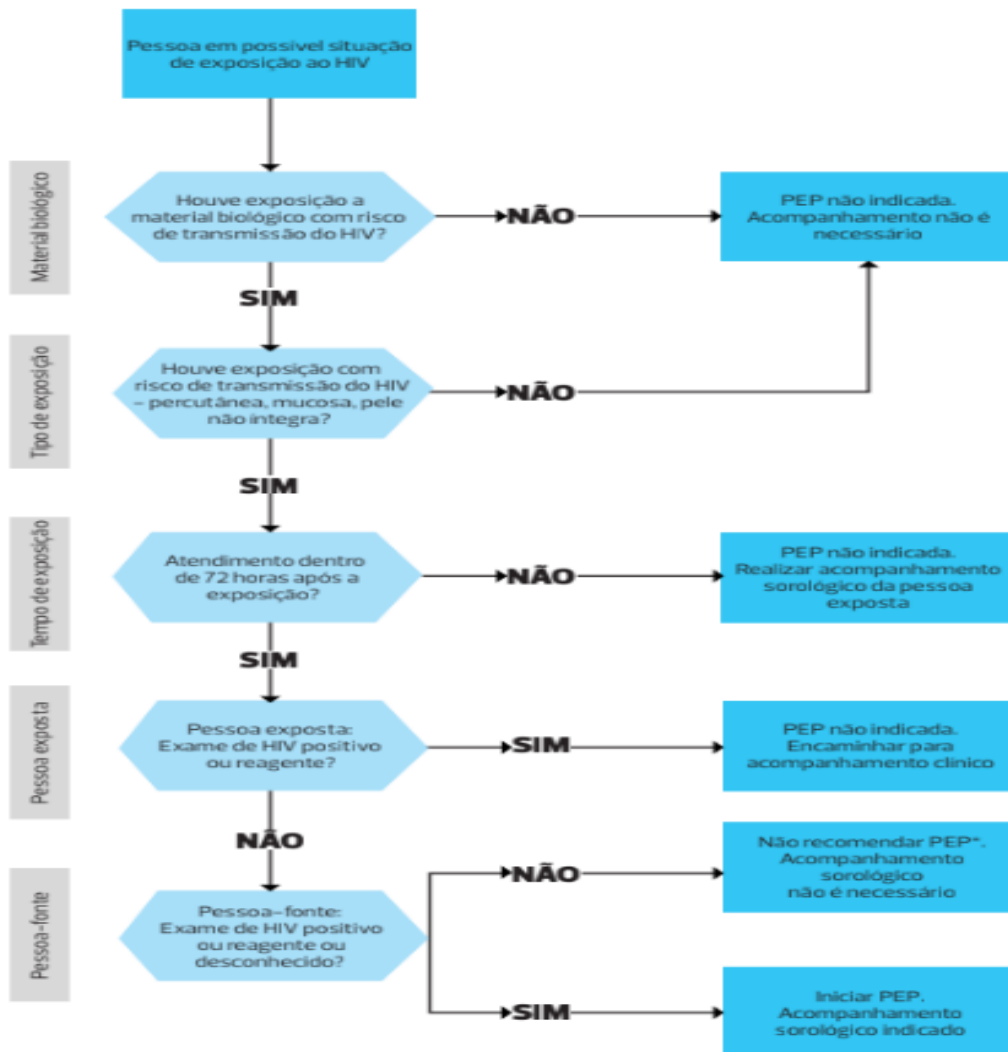 Pessoa em possível situação
de exposição ao HIV
Material biológico
Houve exposição a
material biológico com risco
de transmissão do HIV?
NÃO
PEP não indicada.
Acompanhamento não é
necessário
SIM
Tipo de exposição
Houve exposição com
risco de transmissão do HIV
– percutânea, mucosa, pele
não íntegra?
NÃO
SIM
Tempo de exposição
Atendimento dentro
de 72 horas após a
exposição?
NÃO
PEP não indicada.
Realizar acompanhamento
sorológico da pessoa
exposta
SIM
Pessoa exposta
Pessoa exposta:
Exame de HIV positivo
ou reagente?
SIM
PEP não indicada.
Encaminhar para
acompanhamento clínico
NÃO
Pessoa-fonte
Pessoa-fonte:
Exame de HIV positivo
ou reagente ou
desconhecido?
NÃO
Não recomendar PEP*.
Acompanhamento
sorológico
não é necessário
SIM
Iniciar PEP.
Acompanhamento
sorológico indicado